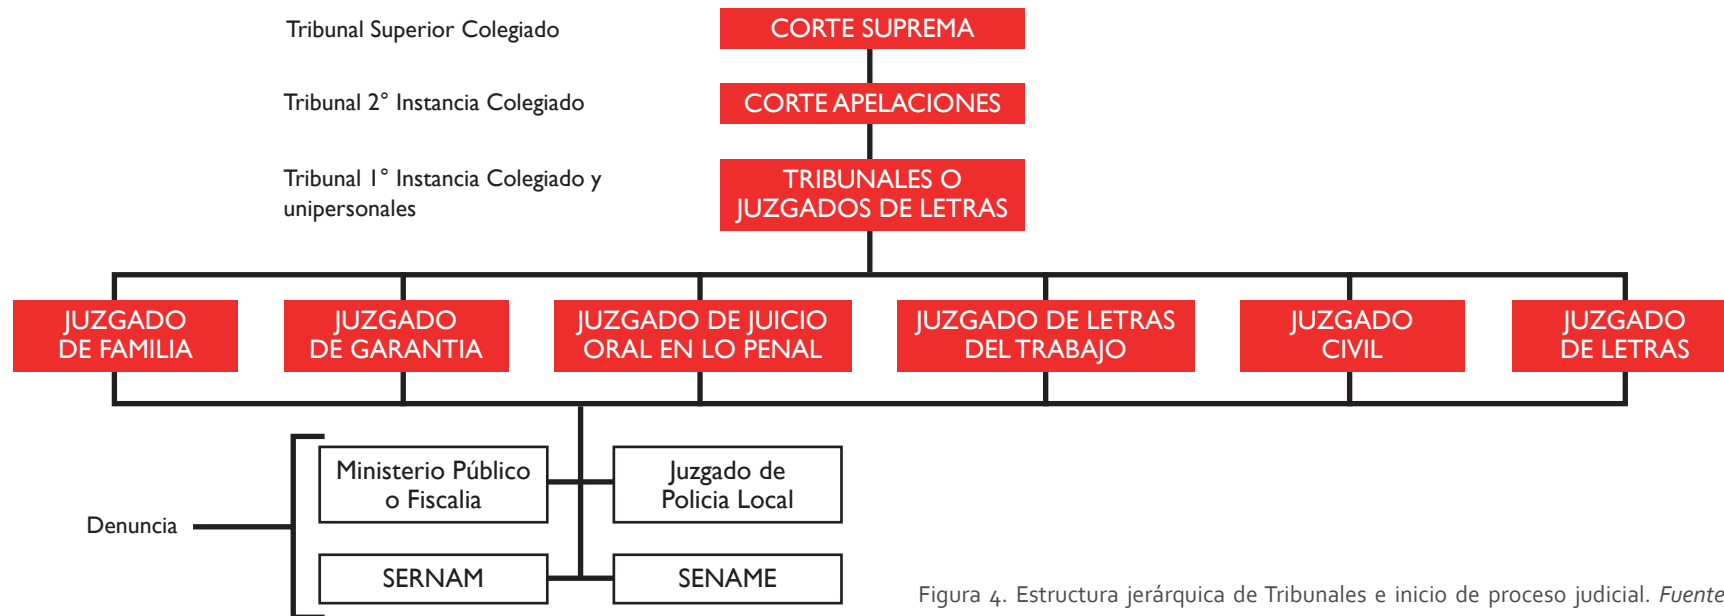 Tribunal Superior Colegiado
CORTE SUPREMA
Tribunal 2° Instancia Colegiado
CORTE APELACIONES
Tribunal 1° Instancia Colegiado y
unipersonales
TRIBUNALES O
JUZGADOS DE LETRAS
JUZGADO
DE FAMILIA
JUZGADO
DE GARANTIA
JUZGADO DE JUICIO
ORAL EN LO PENAL
JUZGADO DE LETRAS
DEL TRABAJO
JUZGADO
CIVIL
JUZGADO
DE LETRAS
Denuncia
Ministerio Público
o Fiscalia
Juzgado de
Policia Local
SERNAM
SENAME
Figura 4. Estructura jerárquica de Tribunales e inicio de proceso judicial. Fuente